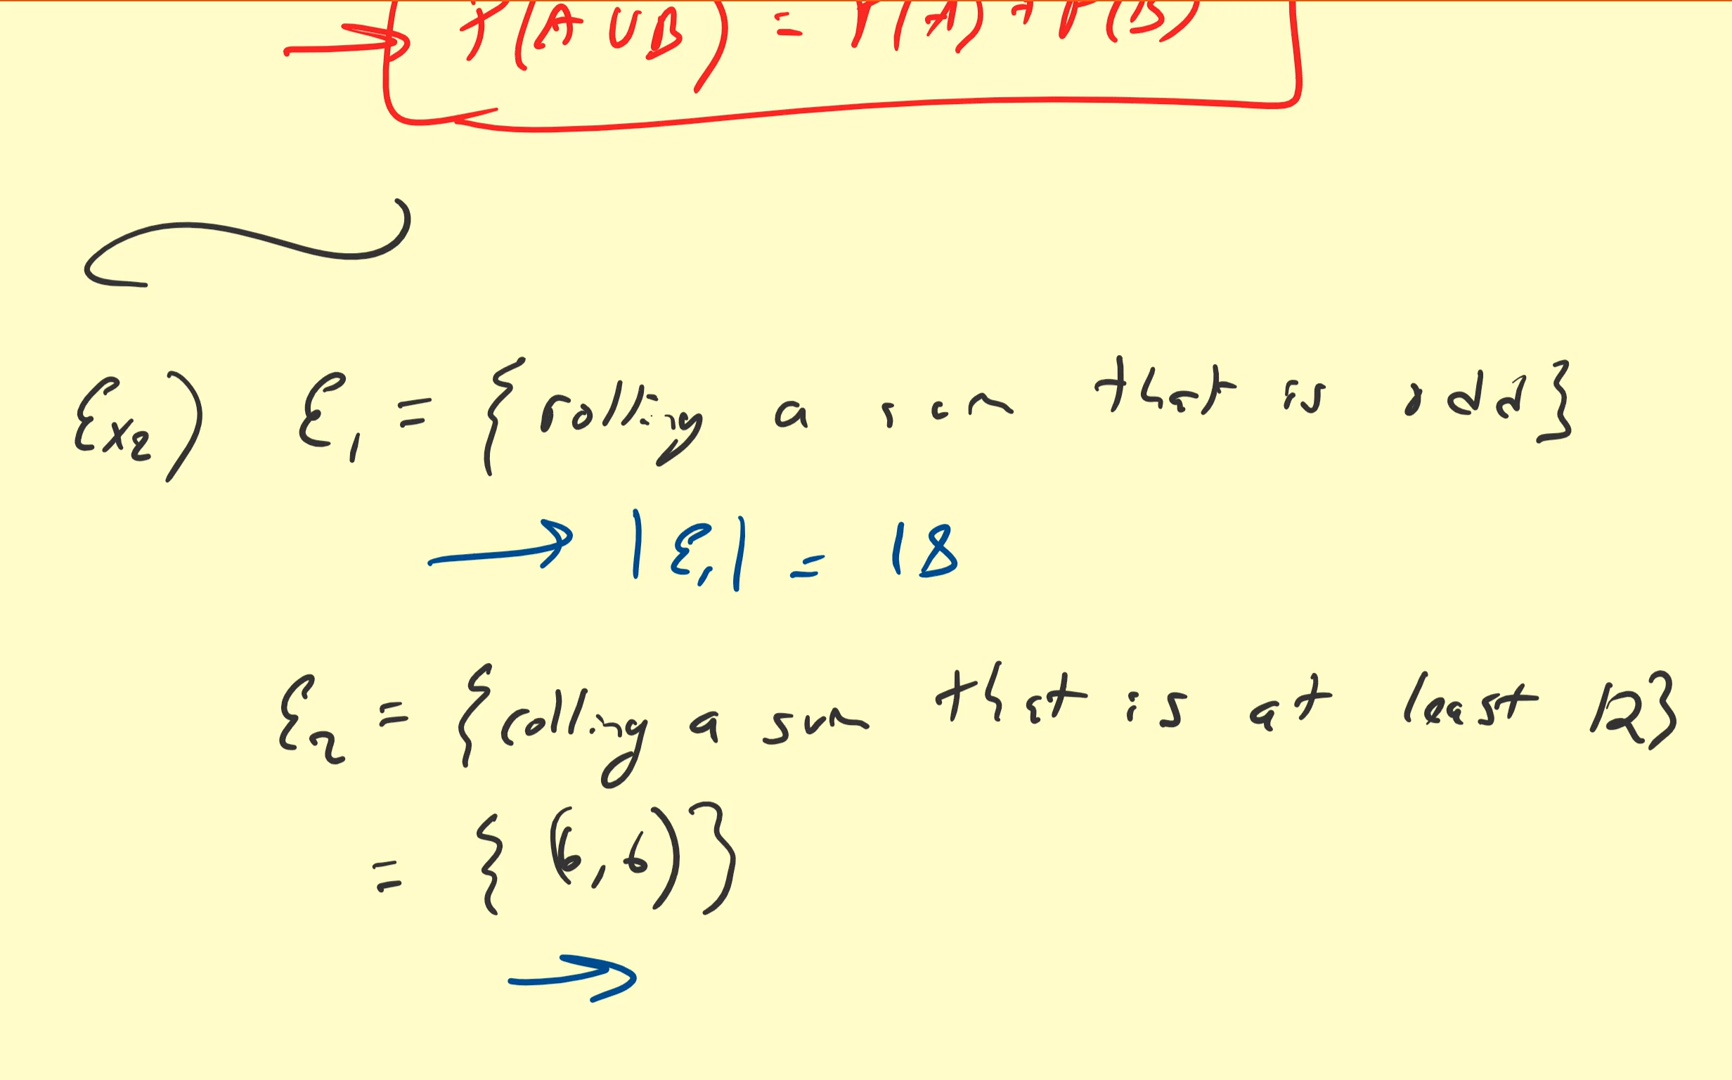 → P(A ∪ B) = P(A) + P(B)
Ex2) E₁ = {rolling a sum that is odd}
→ |E₁| = 18
E₂ = {rolling a sum that is at least 12}
= { (6,6) }
→